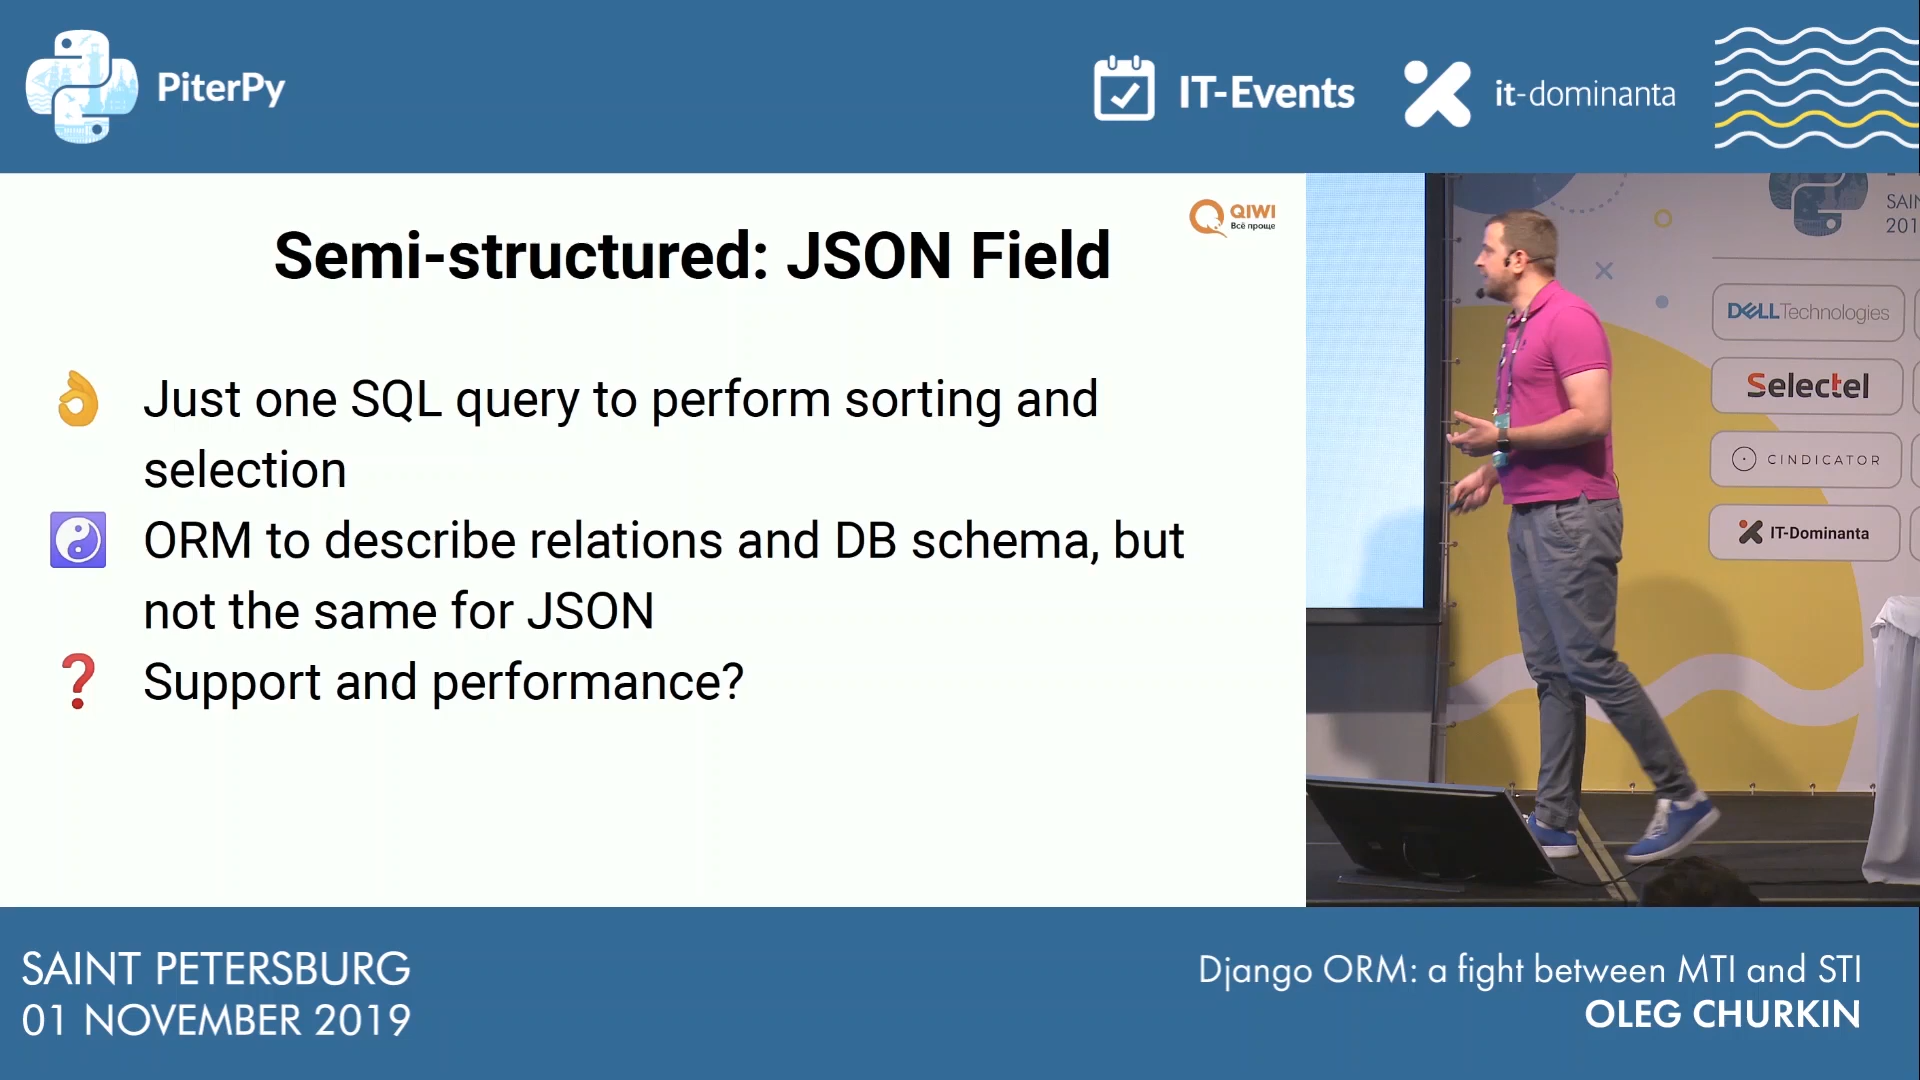 PiterPy
IT-Events
it-dominanta
QIWI
Всё проще
Semi-structured: JSON Field
Just one SQL query to perform sorting and
selection
ORM to describe relations and DB schema, but
not the same for JSON
Support and performance?
DELL Technologies
Selectel
CINDICATOR
IT-Dominanta
SAINT PETERSBURG
01 NOVEMBER 2019
Django ORM: a fight between MTI and STI
OLEG CHURKIN